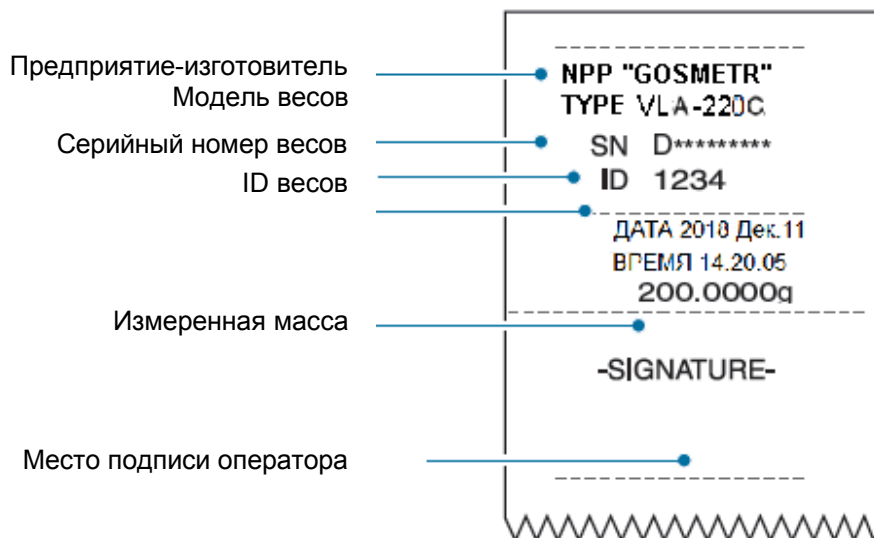 Предприятие-изготовитель
Модель весов
Серийный номер весов
ID весов
Измеренная масса
Место подписи оператора
NPP "GOSMETR"
TYPE VLA-220C
SN D*********
ID 1234
ДАТА 2018 Дек.11
ВРЕМЯ 14.20.05
200.0000g
-SIGNATURE-